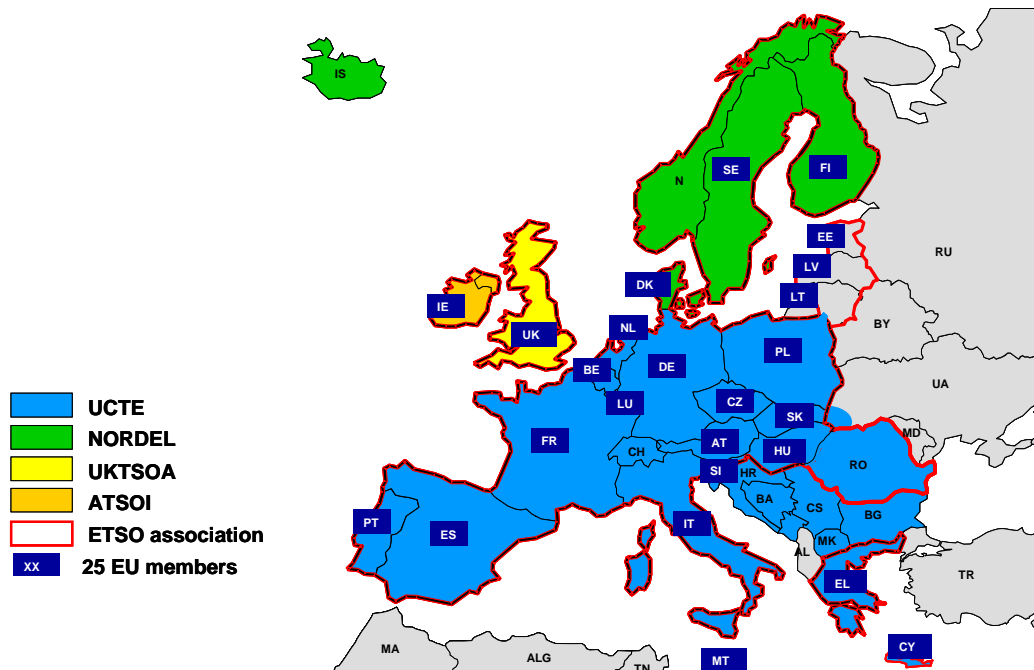 IS
N
SE
FI
EE
RU
LV
DK
LT
IE
BY
NL
UK
PL
BE
DE
UA
LU
CZ
UCTE
SK
NORDEL
MD
FR
AT
CH
HU
UKTSOA
SI
HR
RO
ATSOI
BA
CS
PT
IT
BG
ES
ETSO association
MK
AL
XX 25 EU members
EL
TR
CY
MA
ALG
MT
TN